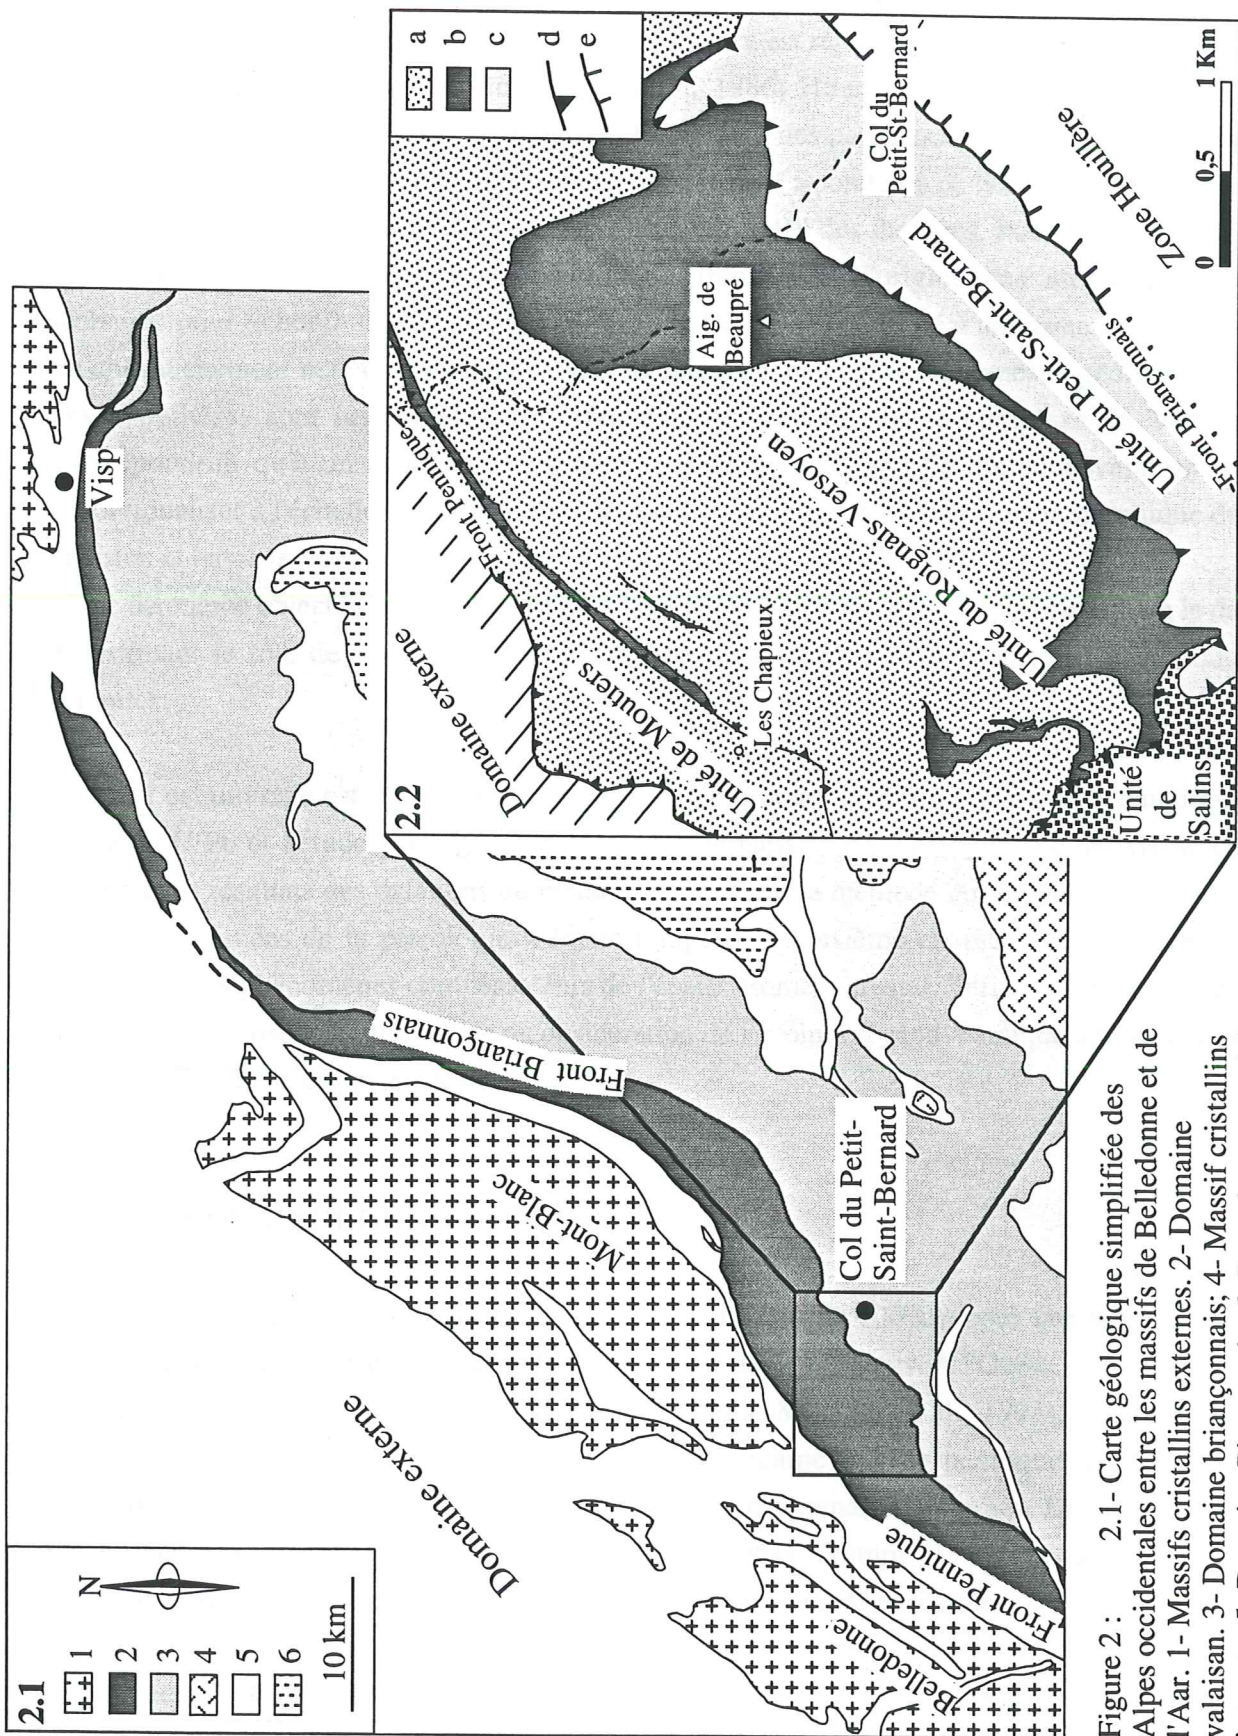 2.1
N
1
2
3
4
5
6
10 km
Domaine externe
Belledonne
Front Pennique
Mont-Blanc
Front Briançonnais
Col du Petit-
Saint-Bernard
Visp
2.2
a
b
c
d
e
Domaine externe
Front Pennique
Unité de Moutiers
Les Chapieux
Unité du Roignais-Versoyen
Aig. de
Beaupré
Col du
Petit-St-Bernard
Unité du Petit-Saint-Bernard
Front Briançonnais
Zone Houillère
Unité
de
Salins
0 0,5 1 Km
Figure 2 : 2.1- Carte géologique simplifiée des
Alpes occidentales entre les massifs de Belledonne et de
l'Aar. 1- Massifs cristallins externes. 2- Domaine
valaisan. 3- Domaine briançonnais; 4- Massif cristallins